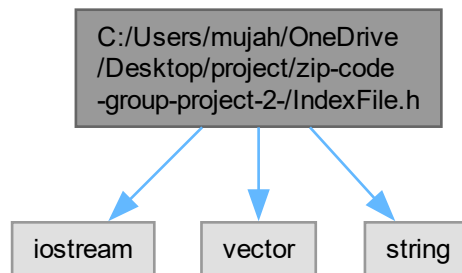 C:/Users/mujah/OneDrive
/Desktop/project/zip-code
-group-project-2-/IndexFile.h
iostream
vector
string